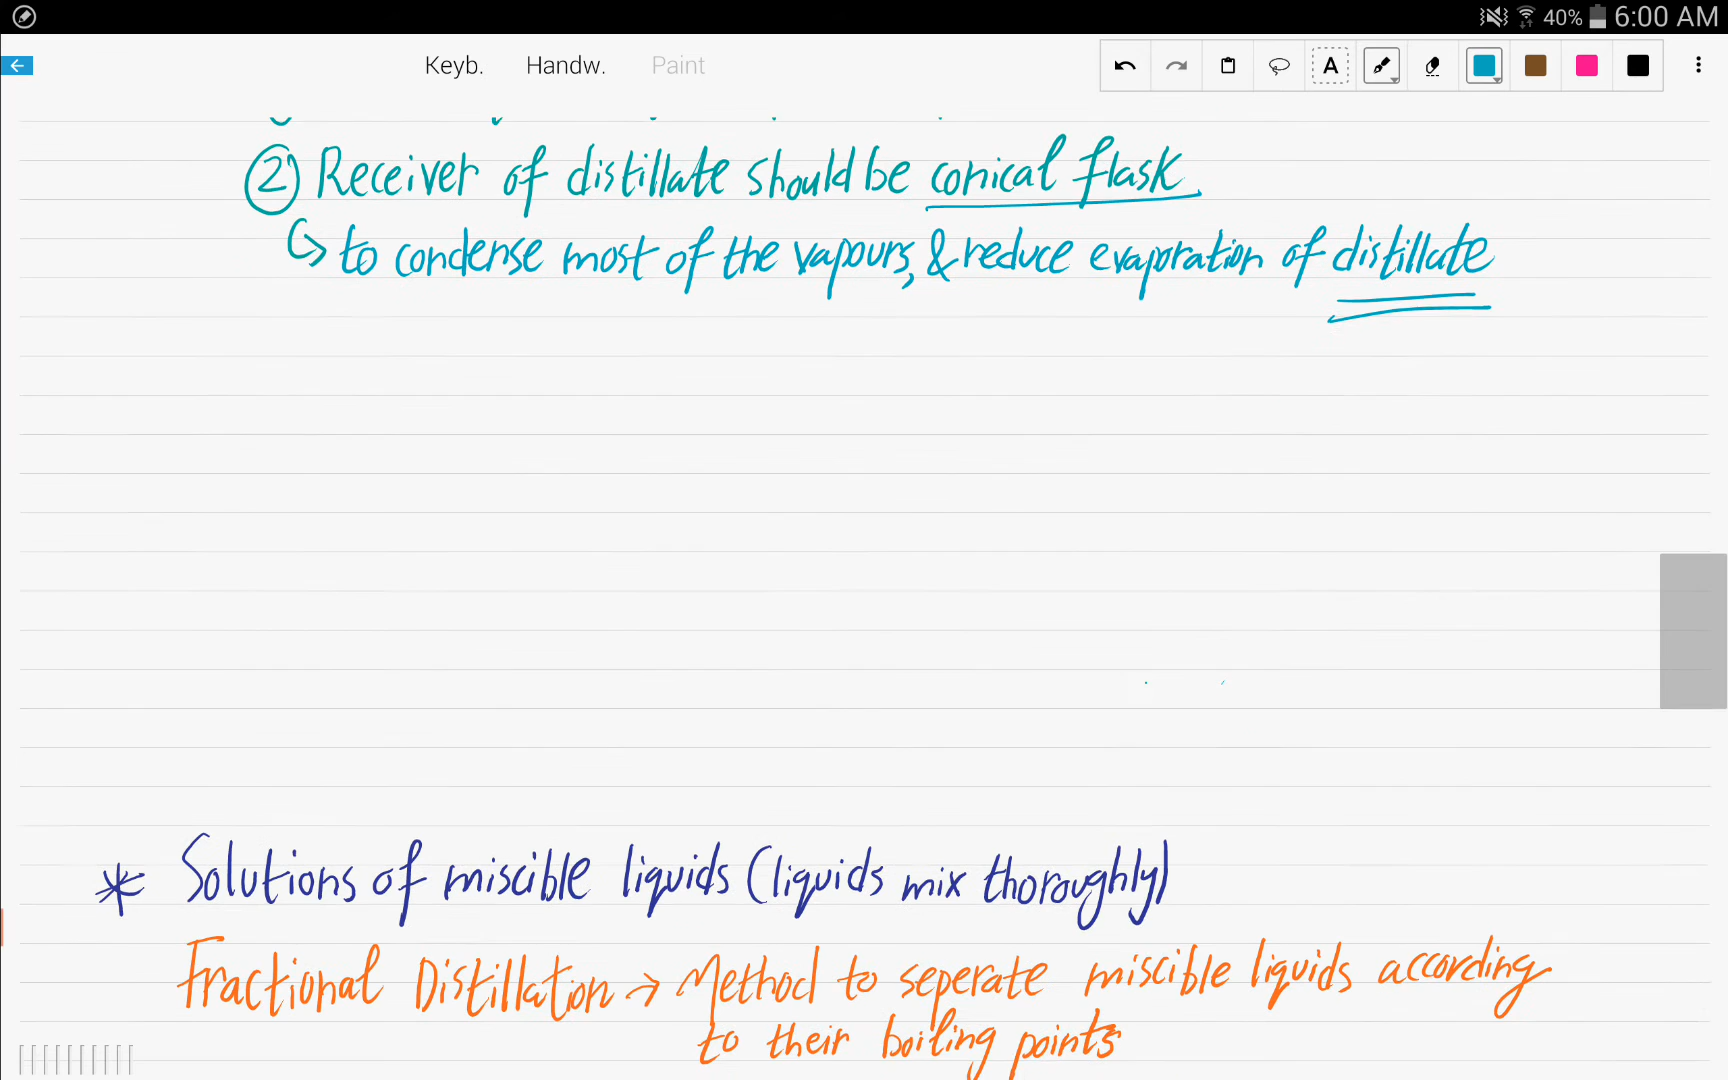 40% 6:00 AM
Keyb. Handw. Paint A
② Receiver of distillate should be conical flask.
↳ to condense most of the vapours, & reduce evaporation of distillate
* Solutions of miscible liquids (liquids mix thoroughly)
Fractional Distillation → Method to seperate miscible liquids according
to their boiling points